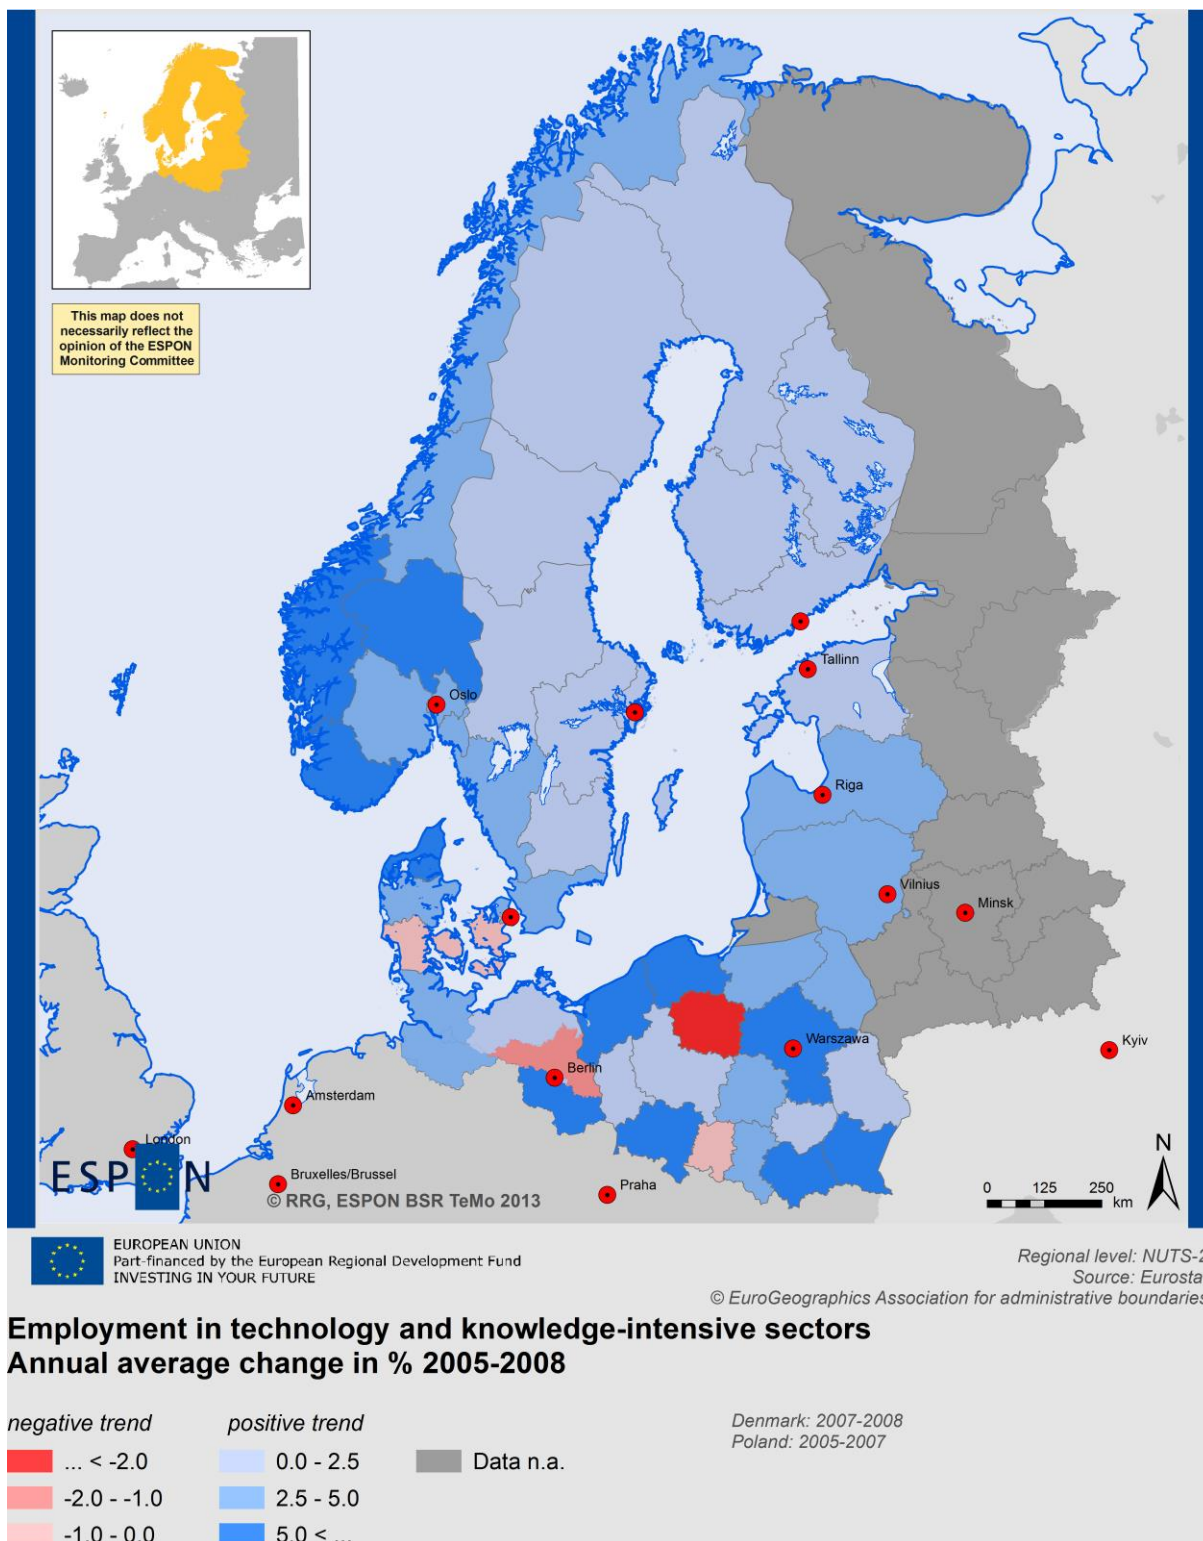 This map does not
necessarily reflect the
opinion of the ESPON
Monitoring Committee
Oslo
Tallinn
Riga
Vilnius
Minsk
Warszawa
Kyiv
Berlin
Amsterdam
London
Bruxelles/Brussel
Praha
ESPON
© RRG, ESPON BSR TeMo 2013
N
0 125 250
km
EUROPEAN UNION
Part-financed by the European Regional Development Fund
INVESTING IN YOUR FUTURE
Regional level: NUTS-2
Source: Eurosta
© EuroGeographics Association for administrative boundaries
Employment in technology and knowledge-intensive sectors
Annual average change in % 2005-2008
negative trend positive trend
... < -2.0 0.0 - 2.5 Data n.a.
-2.0 - -1.0 2.5 - 5.0
-1.0 - 0.0 5.0 < ...
Denmark: 2007-2008
Poland: 2005-2007